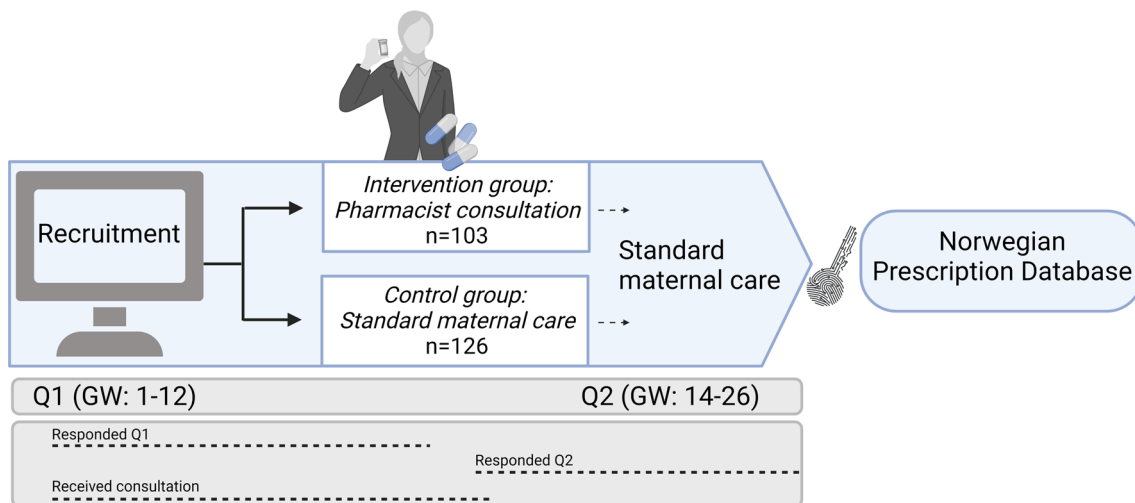 Recruitment
Intervention group:
Pharmacist consultation
n=103
Control group:
Standard maternal care
n=126
Standard
maternal care
Norwegian
Prescription Database
Q1 (GW: 1-12)
Q2 (GW: 14-26)
Responded Q1
Responded Q2
Received consultation